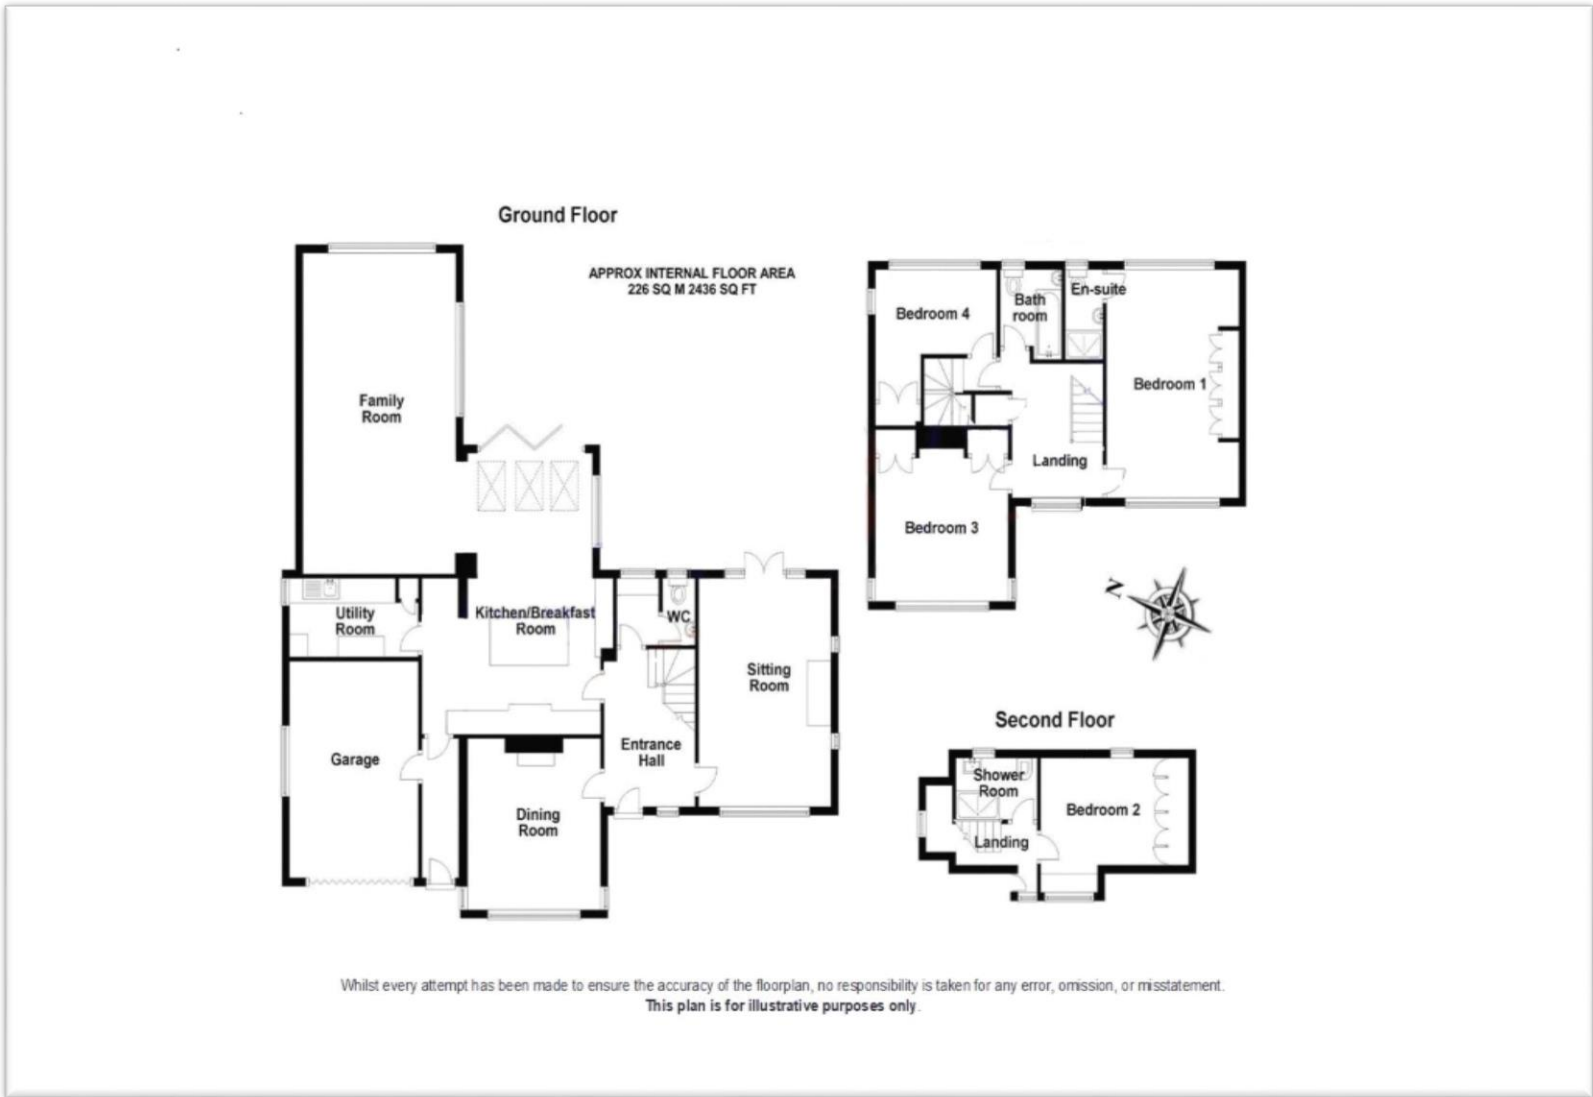 Ground Floor
APPROX INTERNAL FLOOR AREA
226 SQ M 2436 SQ FT
Family
Room
Kitchen/Breakfast
Room
Utility
Room
WC
Sitting
Room
Garage
Entrance
Hall
Dining
Room
Bedroom 4
Bath
room
En-suite
Bedroom 1
Landing
Bedroom 3
N
Second Floor
Shower
Room
Bedroom 2
Landing
Whilst every attempt has been made to ensure the accuracy of the floorplan, no responsibility is taken for any error, omission, or misstatement.
This plan is for illustrative purposes only.